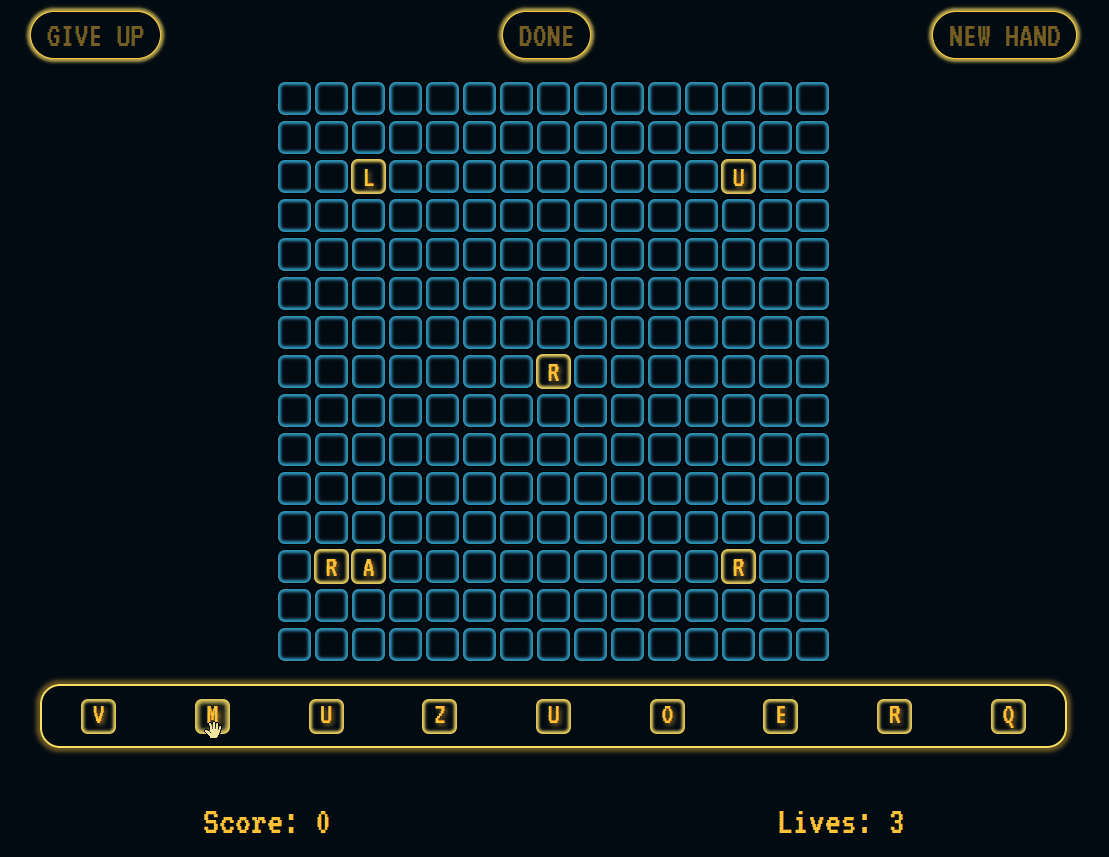 GIVE UP DONE NEW HAND
L U
R
R A R
V M U Z U O E R Q
Score: 0 Lives: 3